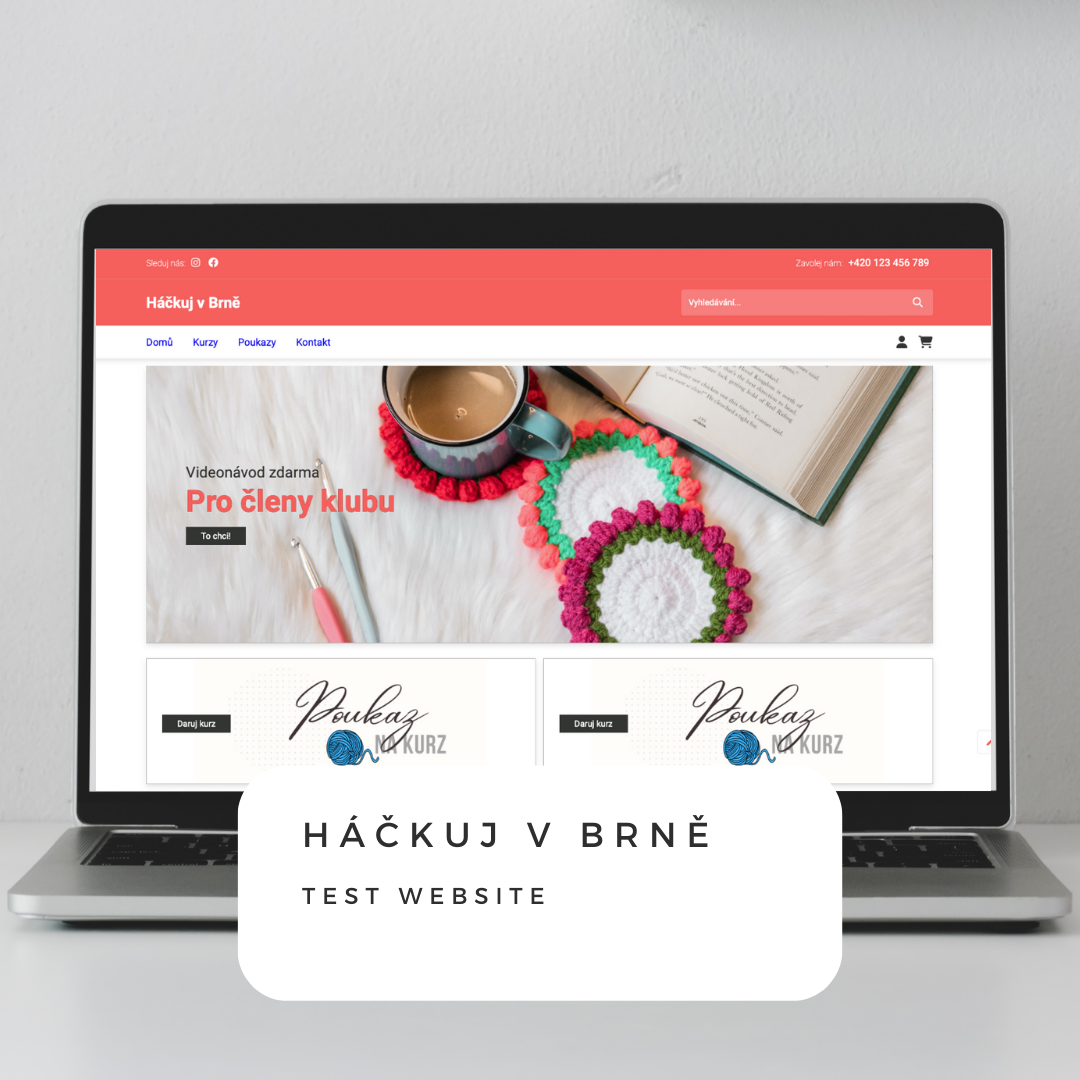 Sleduj nás:
Zavolej nám: +420 123 456 789
Háčkuj v Brně
Vyhledávání...
Domů Kurzy Poukazy Kontakt
Videonávod zdarma
Pro členy klubu
To chci!
Daruj kurz
Poukaz
NA KURZ
Daruj kurz
Poukaz
NA KURZ
HÁČKUJ V BRNĚ
TEST WEBSITE